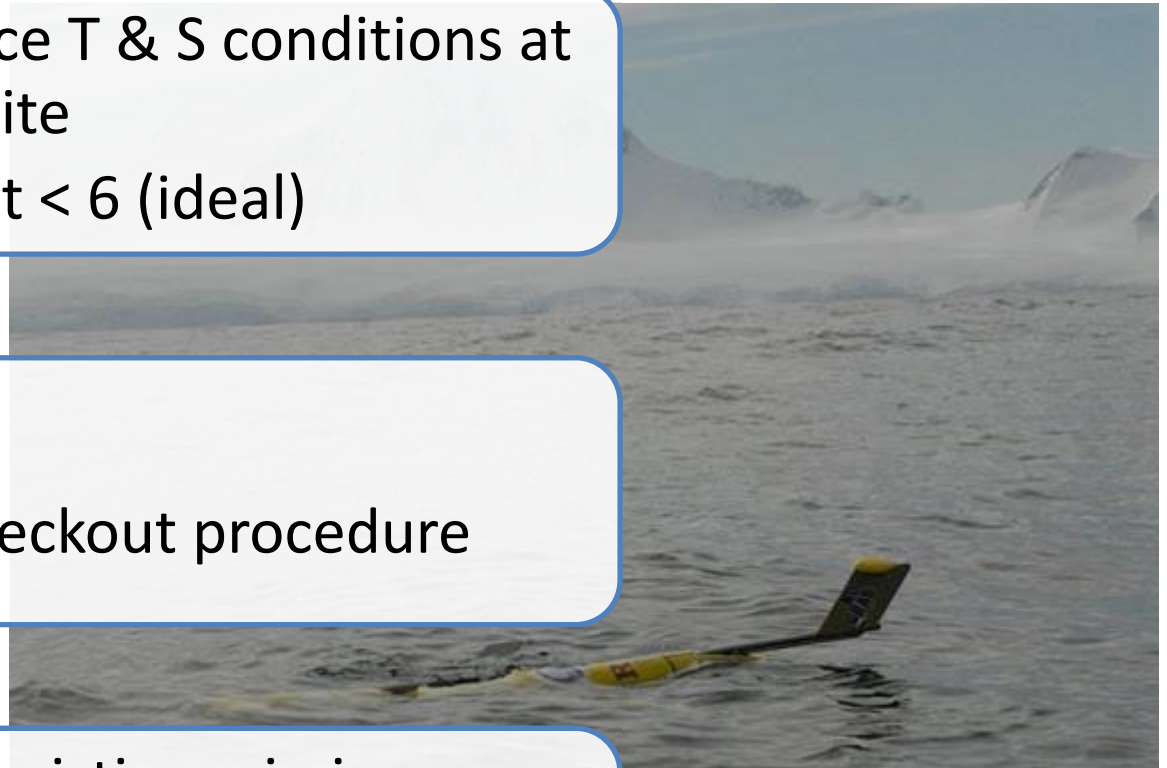 ce T & S conditions at
ite
t < 6 (ideal)
eckout procedure